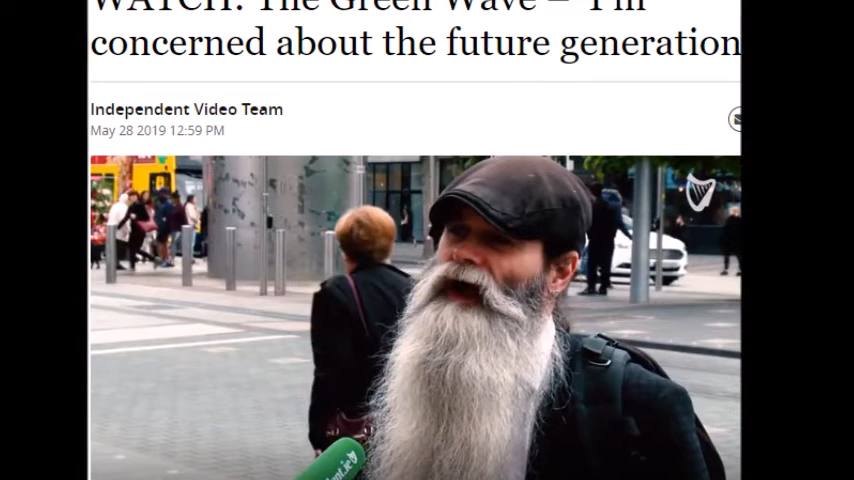 WATCH: The Green Wave – 'I'm
concerned about the future generation
Independent Video Team
May 28 2019 12:59 PM